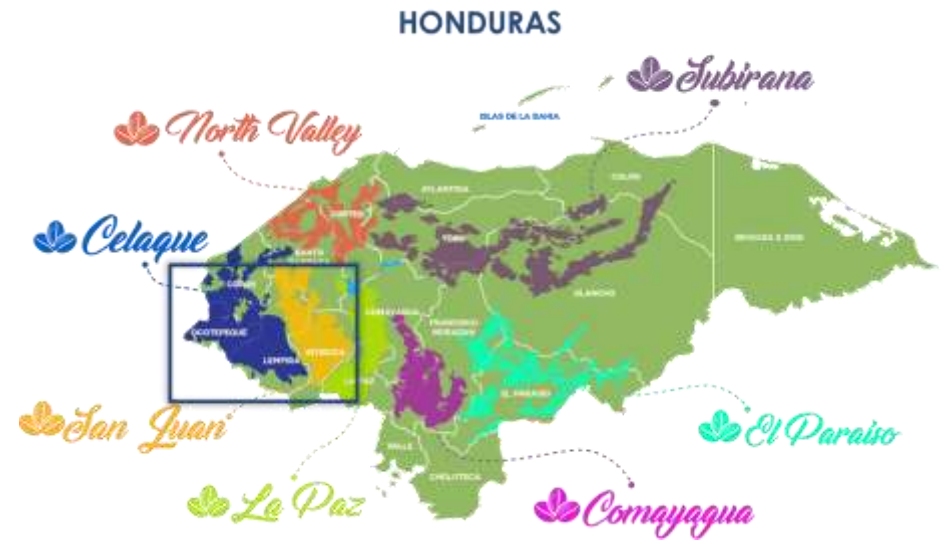 HONDURAS
Subirana
ISLAS DE LA BAHIA
North Valley
COLON
ATLANTIDA
CORTES
Celaque
YORO
GRACIAS A DIOS
SANTA
COPAN
OLANCHO
COMAYAGUA
FRANCISCO
MORAZAN
OCOTEPEQUE
INTIBUCA
LEMPIRA
LA PAZ
EL PARAISO
San Juan
El Paraiso
VALLE
CHOLUTECA
La Paz
Comayagua